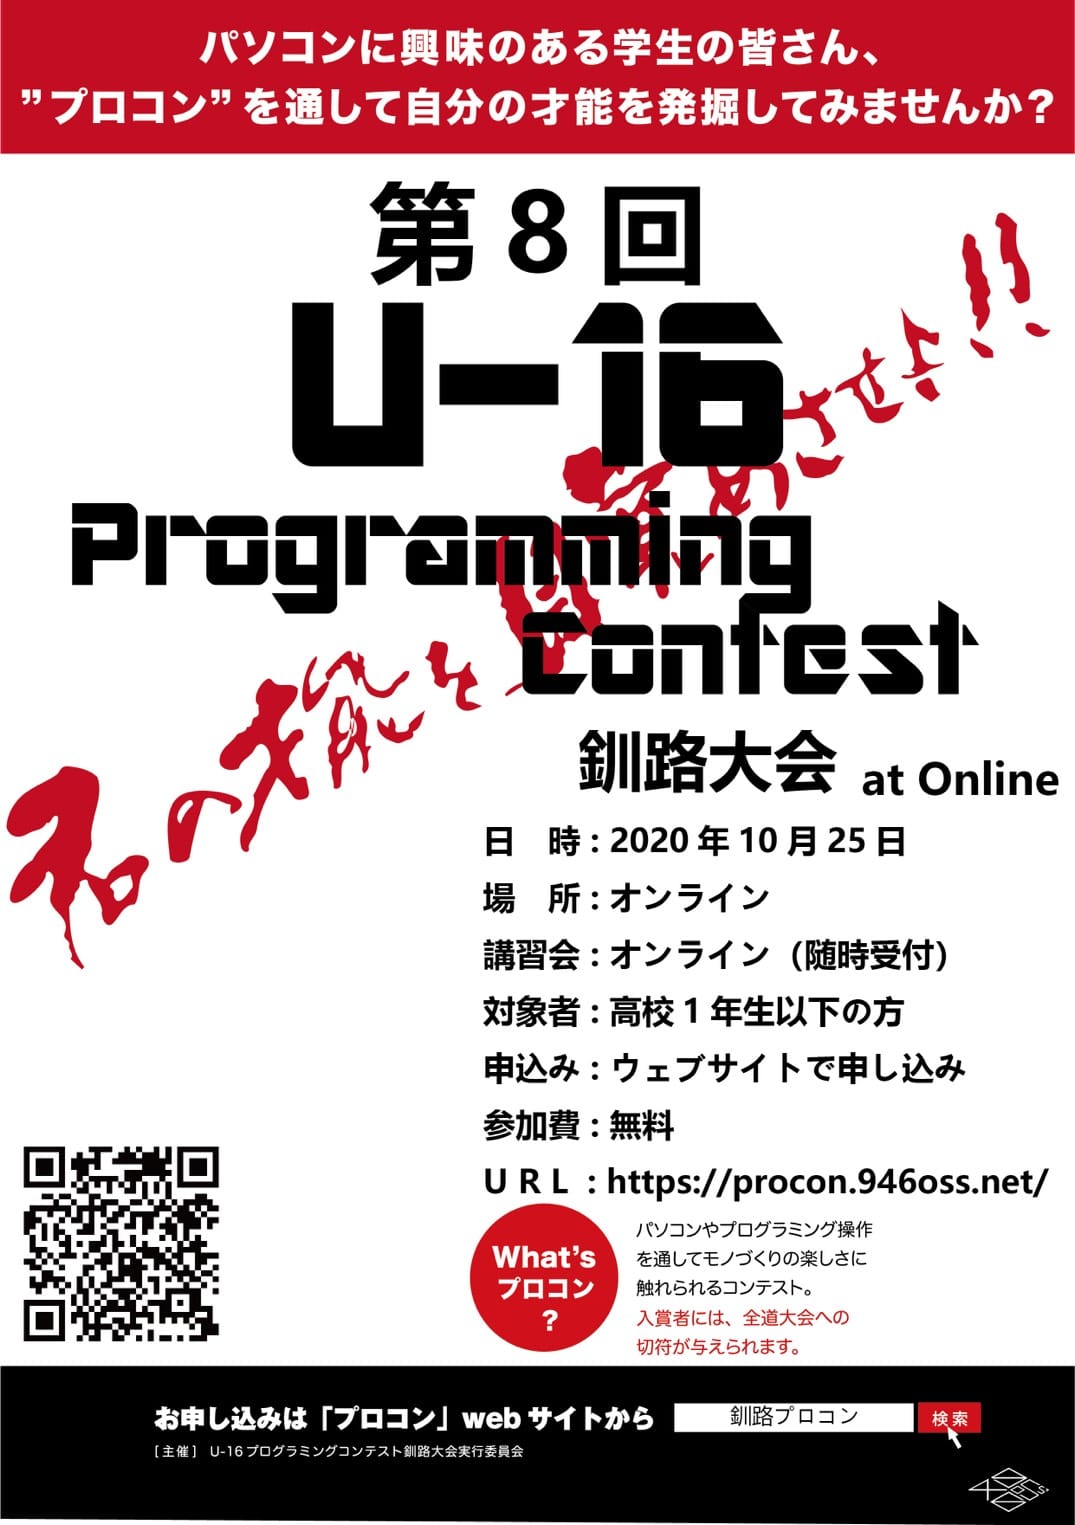 パソコンに興味のある学生の皆さん、
”プロコン”を通して自分の才能を発掘してみませんか？
第8回
U-16
Programming
Contest
君の才能を開花させよ!!
釧路大会 at Online
日　時：2020年10月25日
場　所：オンライン
講習会：オンライン（随時受付）
対象者：高校1年生以下の方
申込み：ウェブサイトで申し込み
参加費：無料
URL：https://procon.946oss.net/
What’s
プロコン
?
パソコンやプログラミング操作
を通してモノづくりの楽しさに
触れられるコンテスト。
入賞者には、全道大会への
切符が与えられます。
お申し込みは「プロコン」webサイトから
釧路プロコン
検索
［主催］ U-16プログラミングコンテスト釧路大会実行委員会